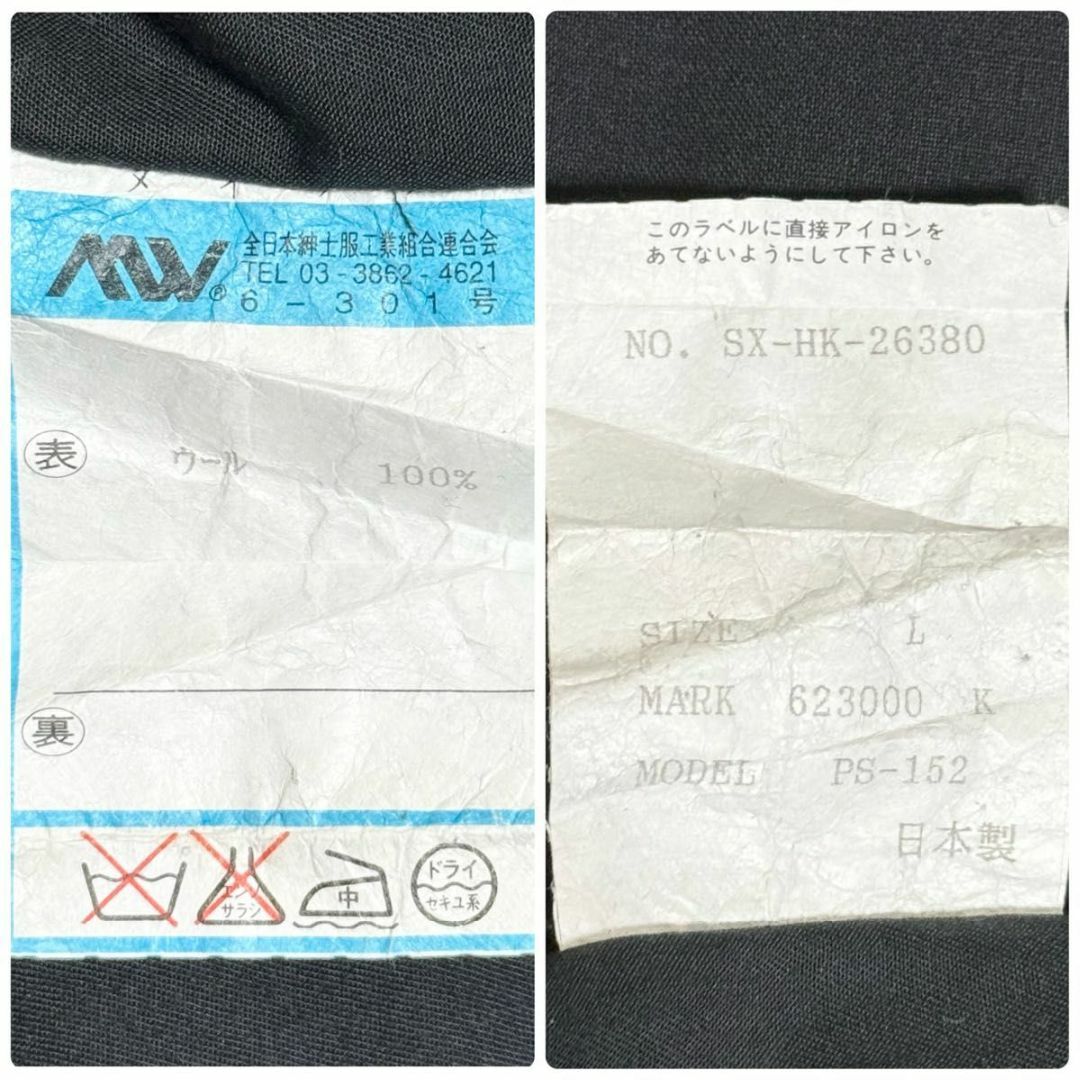 MW®
全日本紳士服工業組合連合会
TEL 03-3862-4621
6-301号
表 ウール 100%
裏
エンソ
サラシ
中
ドライ
セキユ系
このラベルに直接アイロンを
あてないようにして下さい。
NO. SX-HK-26380
SIZE L
MARK 623000 K
MODEL PS-152
日本製